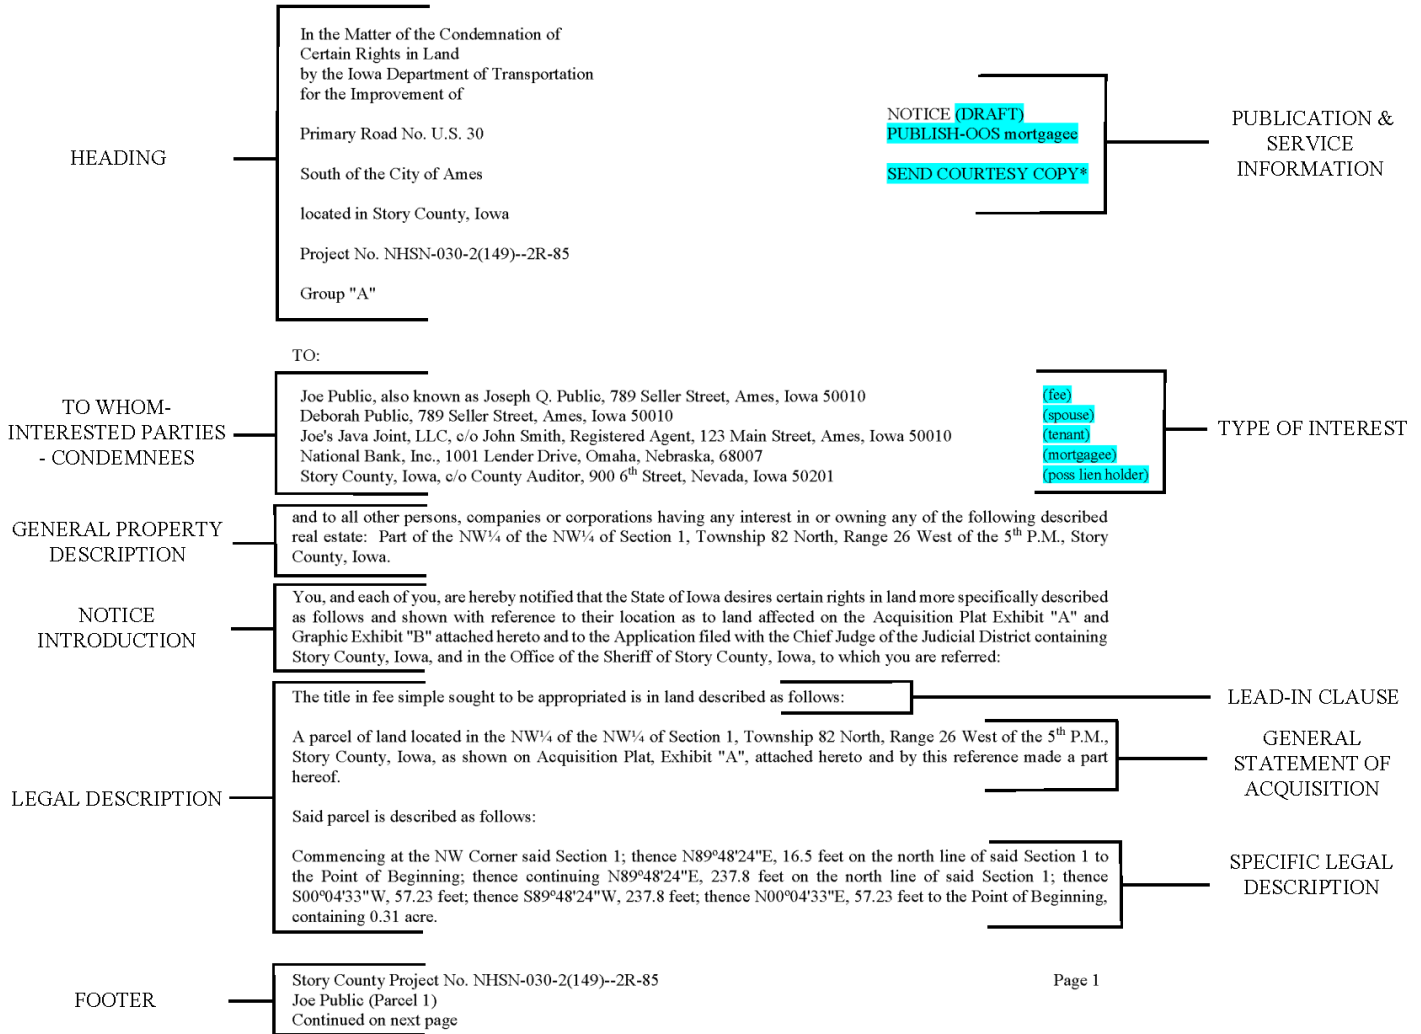 In the Matter of the Condemnation of
Certain Rights in Land
by the Iowa Department of Transportation
for the Improvement of
NOTICE (DRAFT)
Primary Road No. U.S. 30
PUBLISH-OOS mortgagee
PUBLICATION &
SERVICE
INFORMATION
HEADING
South of the City of Ames
SEND COURTESY COPY*
located in Story County, Iowa
Project No. NHSN-030-2(149)--2R-85
Group "A"
TO:
TO WHOM-
INTERESTED PARTIES
- CONDEMNEES
Joe Public, also known as Joseph Q. Public, 789 Seller Street, Ames, Iowa 50010 (fee)
Deborah Public, 789 Seller Street, Ames, Iowa 50010 (spouse)
Joe's Java Joint, LLC, c/o John Smith, Registered Agent, 123 Main Street, Ames, Iowa 50010 (tenant)
National Bank, Inc., 1001 Lender Drive, Omaha, Nebraska, 68007 (mortgagee)
Story County, Iowa, c/o County Auditor, 900 6th Street, Nevada, Iowa 50201 (poss lien holder)
TYPE OF INTEREST
GENERAL PROPERTY
DESCRIPTION
and to all other persons, companies or corporations having any interest in or owning any of the following described
real estate: Part of the NW¼ of the NW¼ of Section 1, Township 82 North, Range 26 West of the 5th P.M., Story
County, Iowa.
NOTICE
INTRODUCTION
You, and each of you, are hereby notified that the State of Iowa desires certain rights in land more specifically described
as follows and shown with reference to their location as to land affected on the Acquisition Plat Exhibit "A" and
Graphic Exhibit "B" attached hereto and to the Application filed with the Chief Judge of the Judicial District containing
Story County, Iowa, and in the Office of the Sheriff of Story County, Iowa, to which you are referred:
The title in fee simple sought to be appropriated is in land described as follows:
LEAD-IN CLAUSE
A parcel of land located in the NW¼ of the NW¼ of Section 1, Township 82 North, Range 26 West of the 5th P.M.,
Story County, Iowa, as shown on Acquisition Plat, Exhibit "A", attached hereto and by this reference made a part
hereof.
GENERAL
STATEMENT OF
ACQUISITION
LEGAL DESCRIPTION
Said parcel is described as follows:
Commencing at the NW Corner said Section 1; thence N89º48'24"E, 16.5 feet on the north line of said Section 1 to
the Point of Beginning; thence continuing N89º48'24"E, 237.8 feet on the north line of said Section 1; thence
S00º04'33"W, 57.23 feet; thence S89º48'24"W, 237.8 feet; thence N00º04'33"E, 57.23 feet to the Point of Beginning,
containing 0.31 acre.
SPECIFIC LEGAL
DESCRIPTION
FOOTER
Story County Project No. NHSN-030-2(149)--2R-85 Page 1
Joe Public (Parcel 1)
Continued on next page